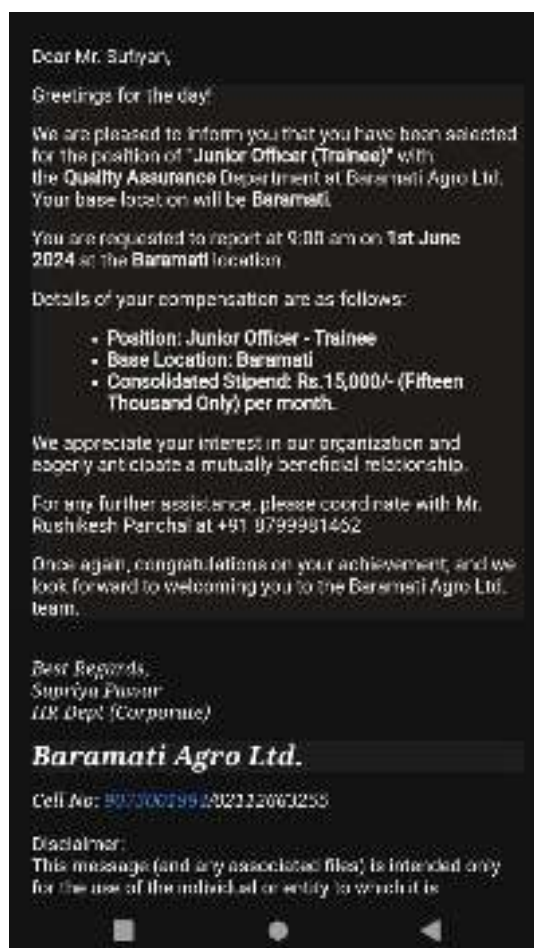 Dear Mr. Sufiyan,
Greetings for the day!
We are pleased to inform you that you have been selected
for the position of "Junior Officer (Trainee)" with
the Quality Assurance Department at Baramati Agro Ltd.
Your base location will be Baramati.
You are requested to report at 9:00 am on 1st June
2024 at the Baramati location.
Details of your compensation are as follows:
• Position: Junior Officer - Trainee
• Base Location: Baramati
• Consolidated Stipend: Rs.15,000/- (Fifteen
Thousand Only) per month.
We appreciate your interest in our organization and
eagerly anticipate a mutually beneficial relationship.
For any further assistance, please coordinate with Mr.
Rushikesh Panchal at +91 8799981462
Once again, congratulations on your achievement, and we
look forward to welcoming you to the Baramati Agro Ltd.
team.
Best Regards,
Supriya Pawar
HR Dept (Corporate)
Baramati Agro Ltd.
Cell No:
Disclaimer:
This message (and any associated files) is intended only
for the use of the individual or entity to which it is